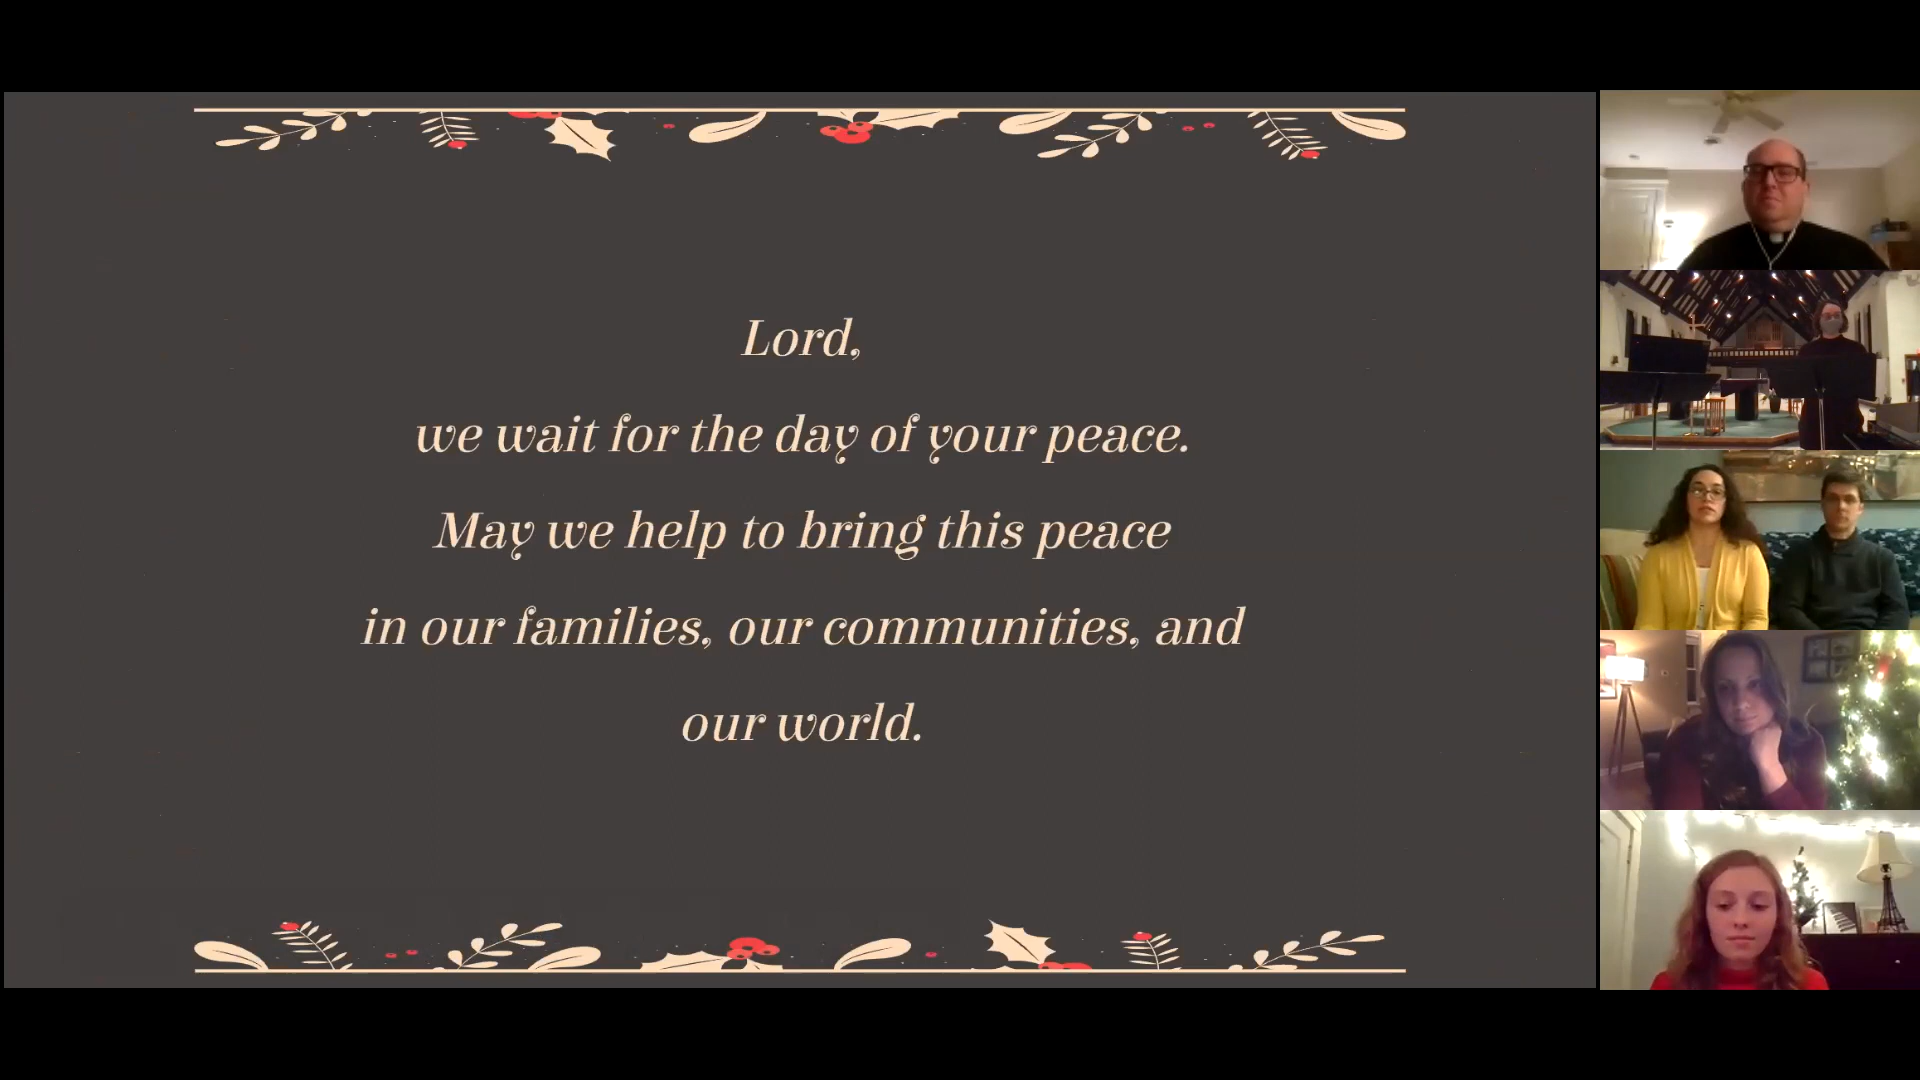 Lord,
we wait for the day of your peace.
May we help to bring this peace
in our families, our communities, and
our world.